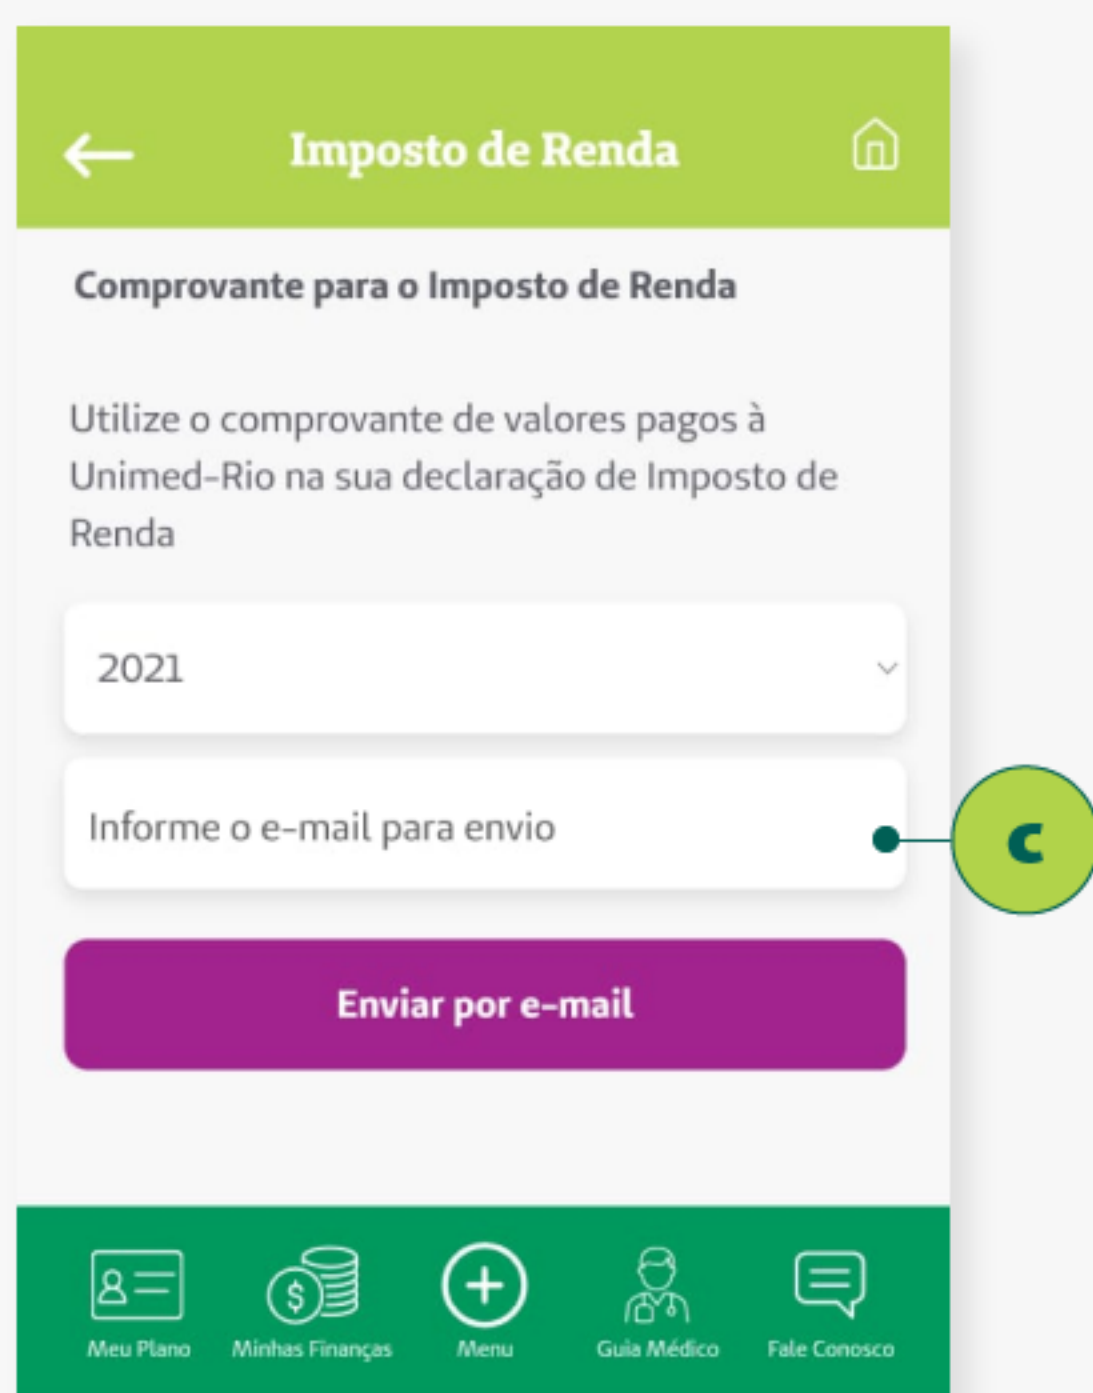 Imposto de Renda
Comprovante para o Imposto de Renda
Utilize o comprovante de valores pagos à
Unimed-Rio na sua declaração de Imposto de
Renda
2021
Informe o e-mail para envio
C
Enviar por e-mail
Meu Plano
Minhas Finanças
Menu
Guia Médico
Fale Conosco